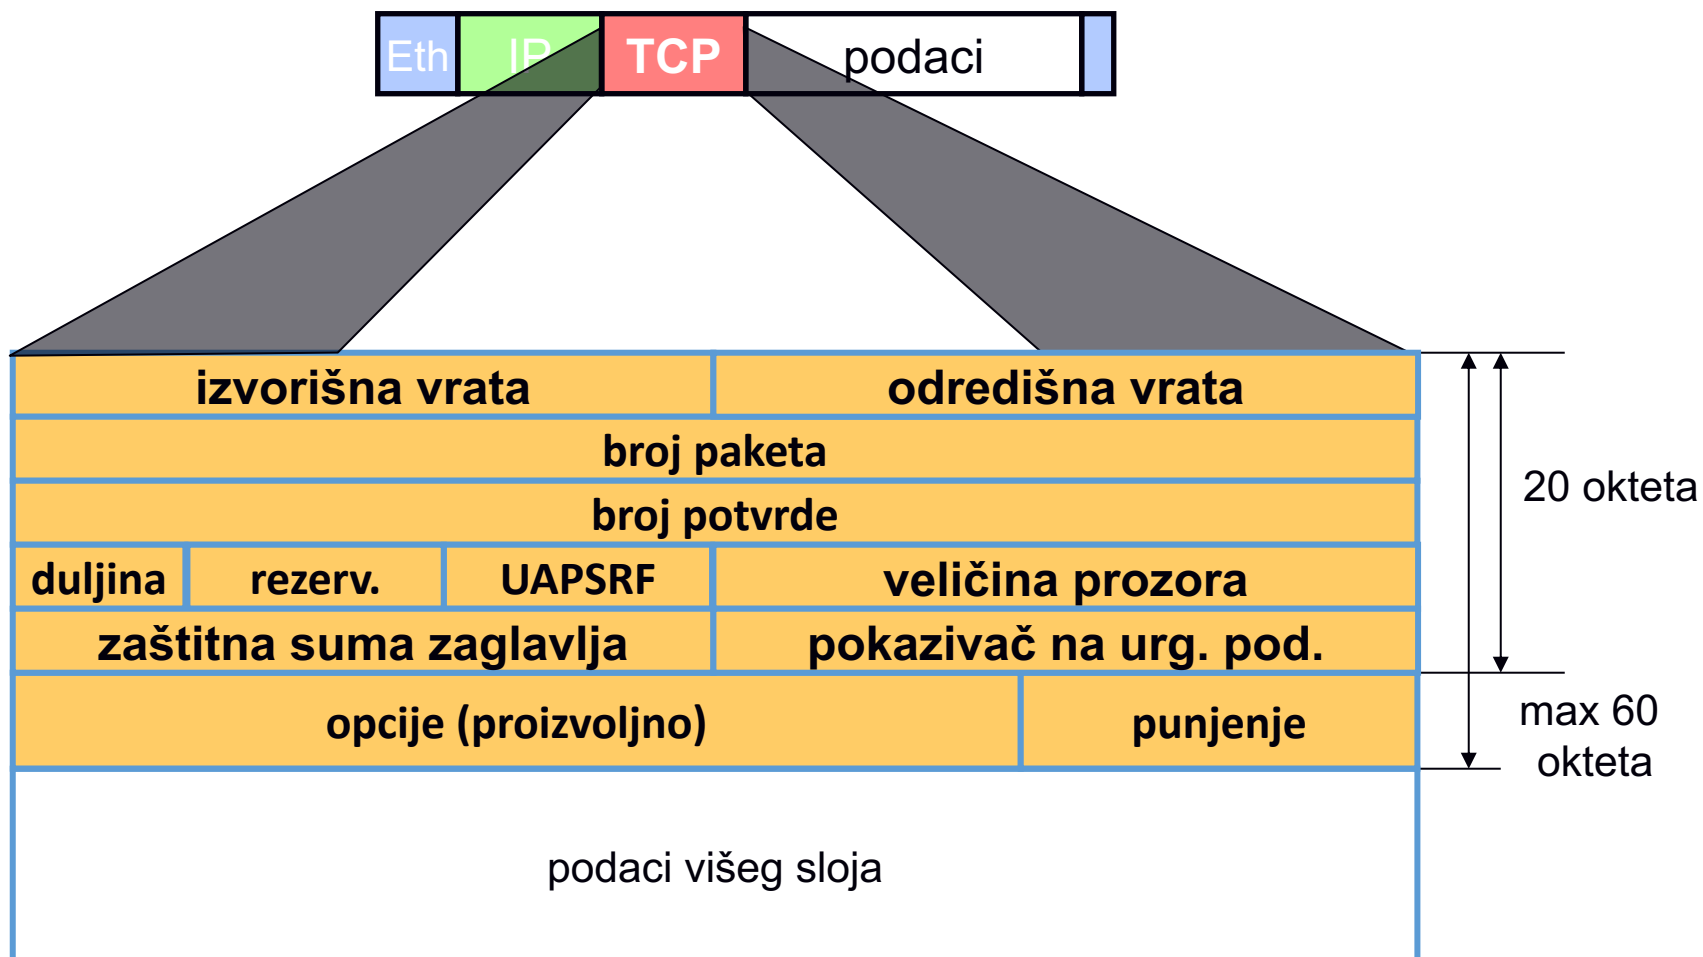 Eth IP TCP podaci
izvorišna vrata odredišna vrata
broj paketa
broj potvrde
20 okteta
duljina rezerv. UAPSRF veličina prozora
zaštitna suma zaglavlja pokazivač na urg. pod.
opcije (proizvoljno) punjenje
max 60
okteta
podaci višeg sloja